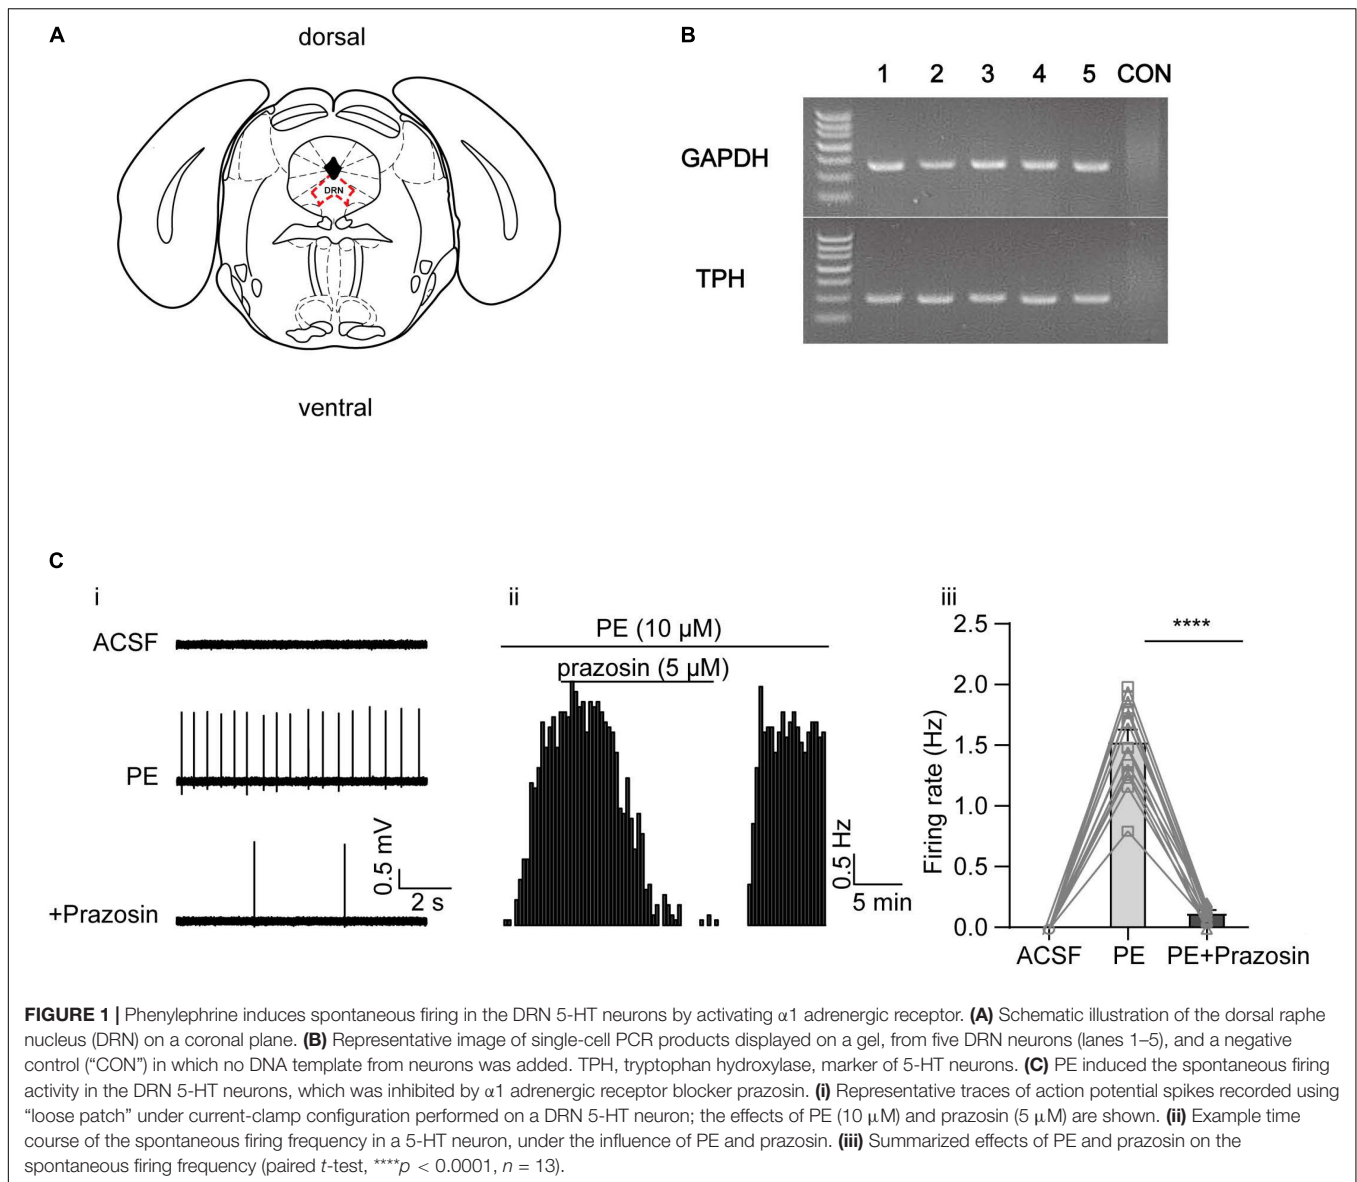 A
dorsal
DRN
ventral
B
1 2 3 4 5 CON
GAPDH
TPH
C
i
ACSF
PE
+Prazosin
0.5 mV
2 s
ii
PE (10 µM)
prazosin (5 µM)
0.5 Hz
5 min
iii
Firing rate (Hz)
2.5
2.0
1.5
1.0
0.5
0.0
****
ACSF PE PE+Prazosin
FIGURE 1 | Phenylephrine induces spontaneous firing in the DRN 5-HT neurons by activating α1 adrenergic receptor. (A) Schematic illustration of the dorsal raphe
nucleus (DRN) on a coronal plane. (B) Representative image of single-cell PCR products displayed on a gel, from five DRN neurons (lanes 1–5), and a negative
control (“CON”) in which no DNA template from neurons was added. TPH, tryptophan hydroxylase, marker of 5-HT neurons. (C) PE induced the spontaneous firing
activity in the DRN 5-HT neurons, which was inhibited by α1 adrenergic receptor blocker prazosin. (i) Representative traces of action potential spikes recorded using
“loose patch” under current-clamp configuration performed on a DRN 5-HT neuron; the effects of PE (10 µM) and prazosin (5 µM) are shown. (ii) Example time
course of the spontaneous firing frequency in a 5-HT neuron, under the influence of PE and prazosin. (iii) Summarized effects of PE and prazosin on the
spontaneous firing frequency (paired t-test, ****p < 0.0001, n = 13).